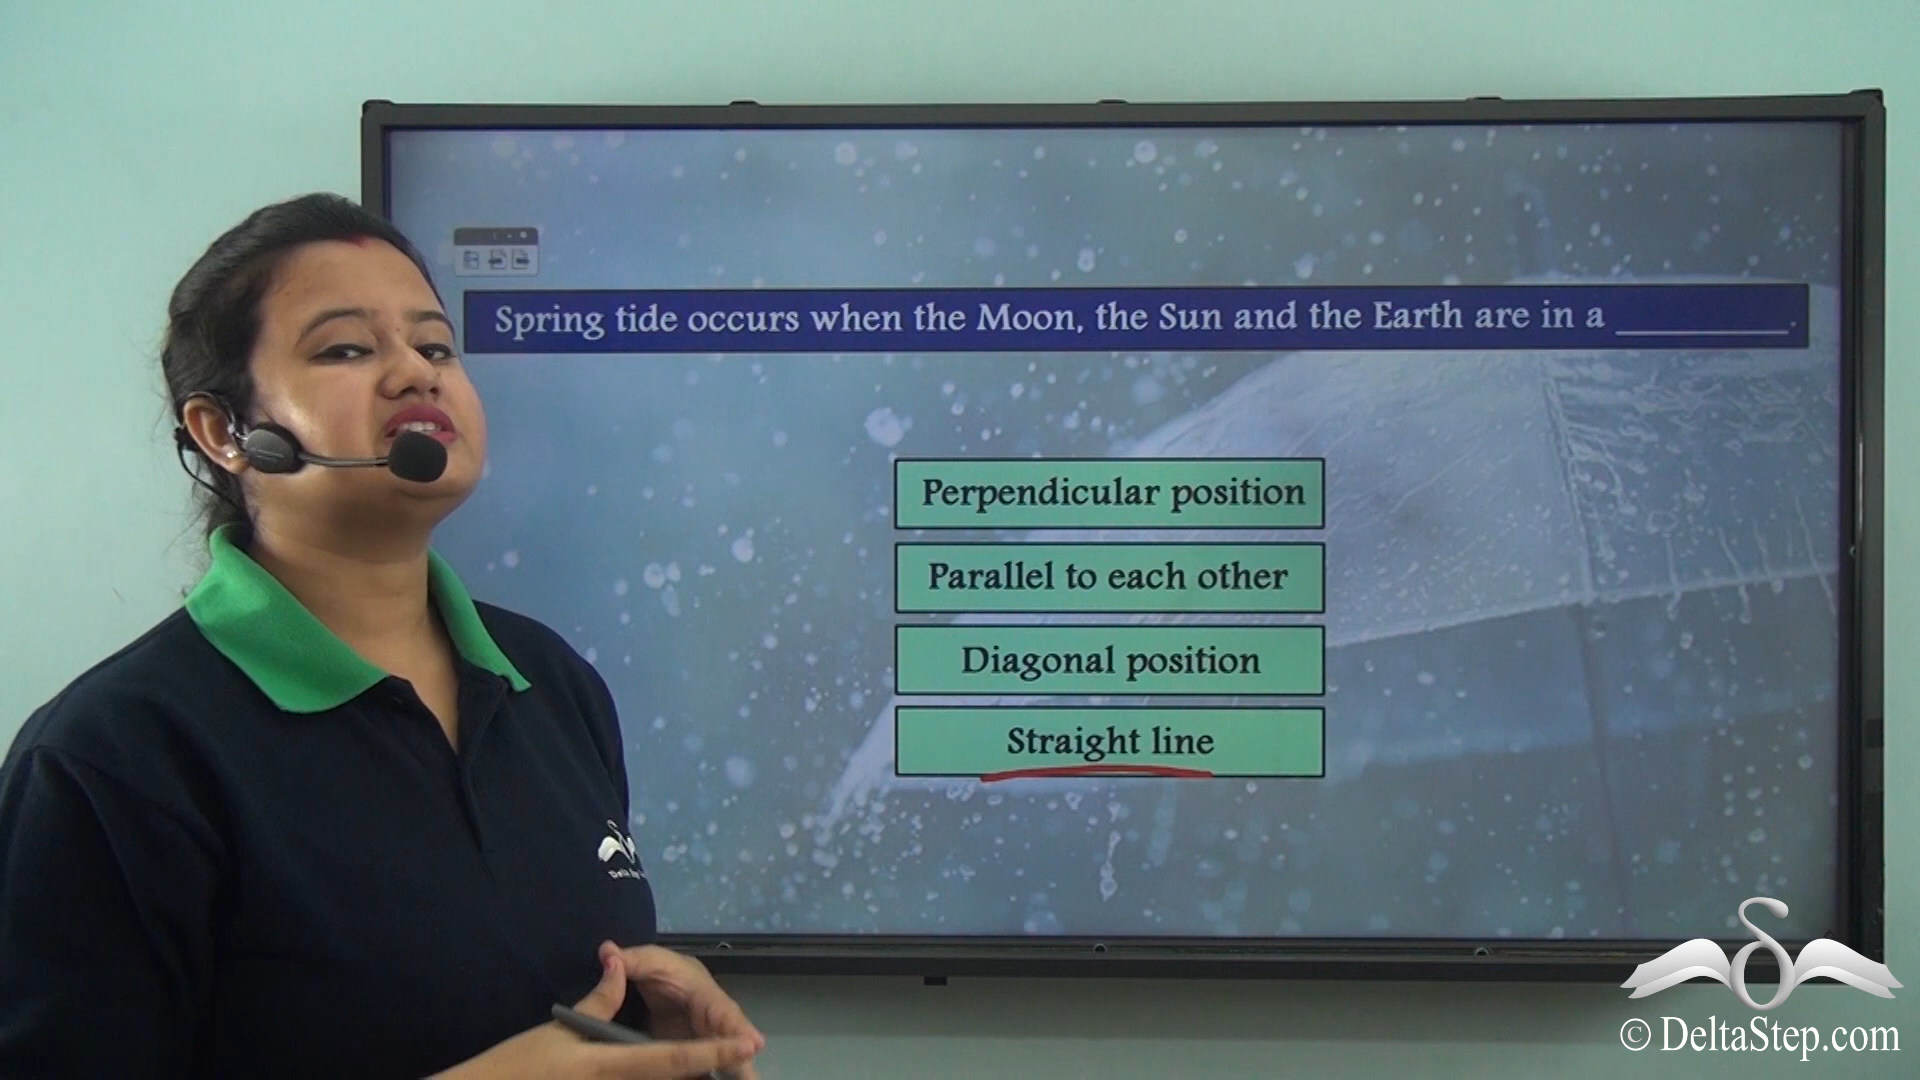 Spring tide occurs when the Moon, the Sun and the Earth are in a __________.
Perpendicular position
Parallel to each other
Diagonal position
Straight line
© DeltaStep.com